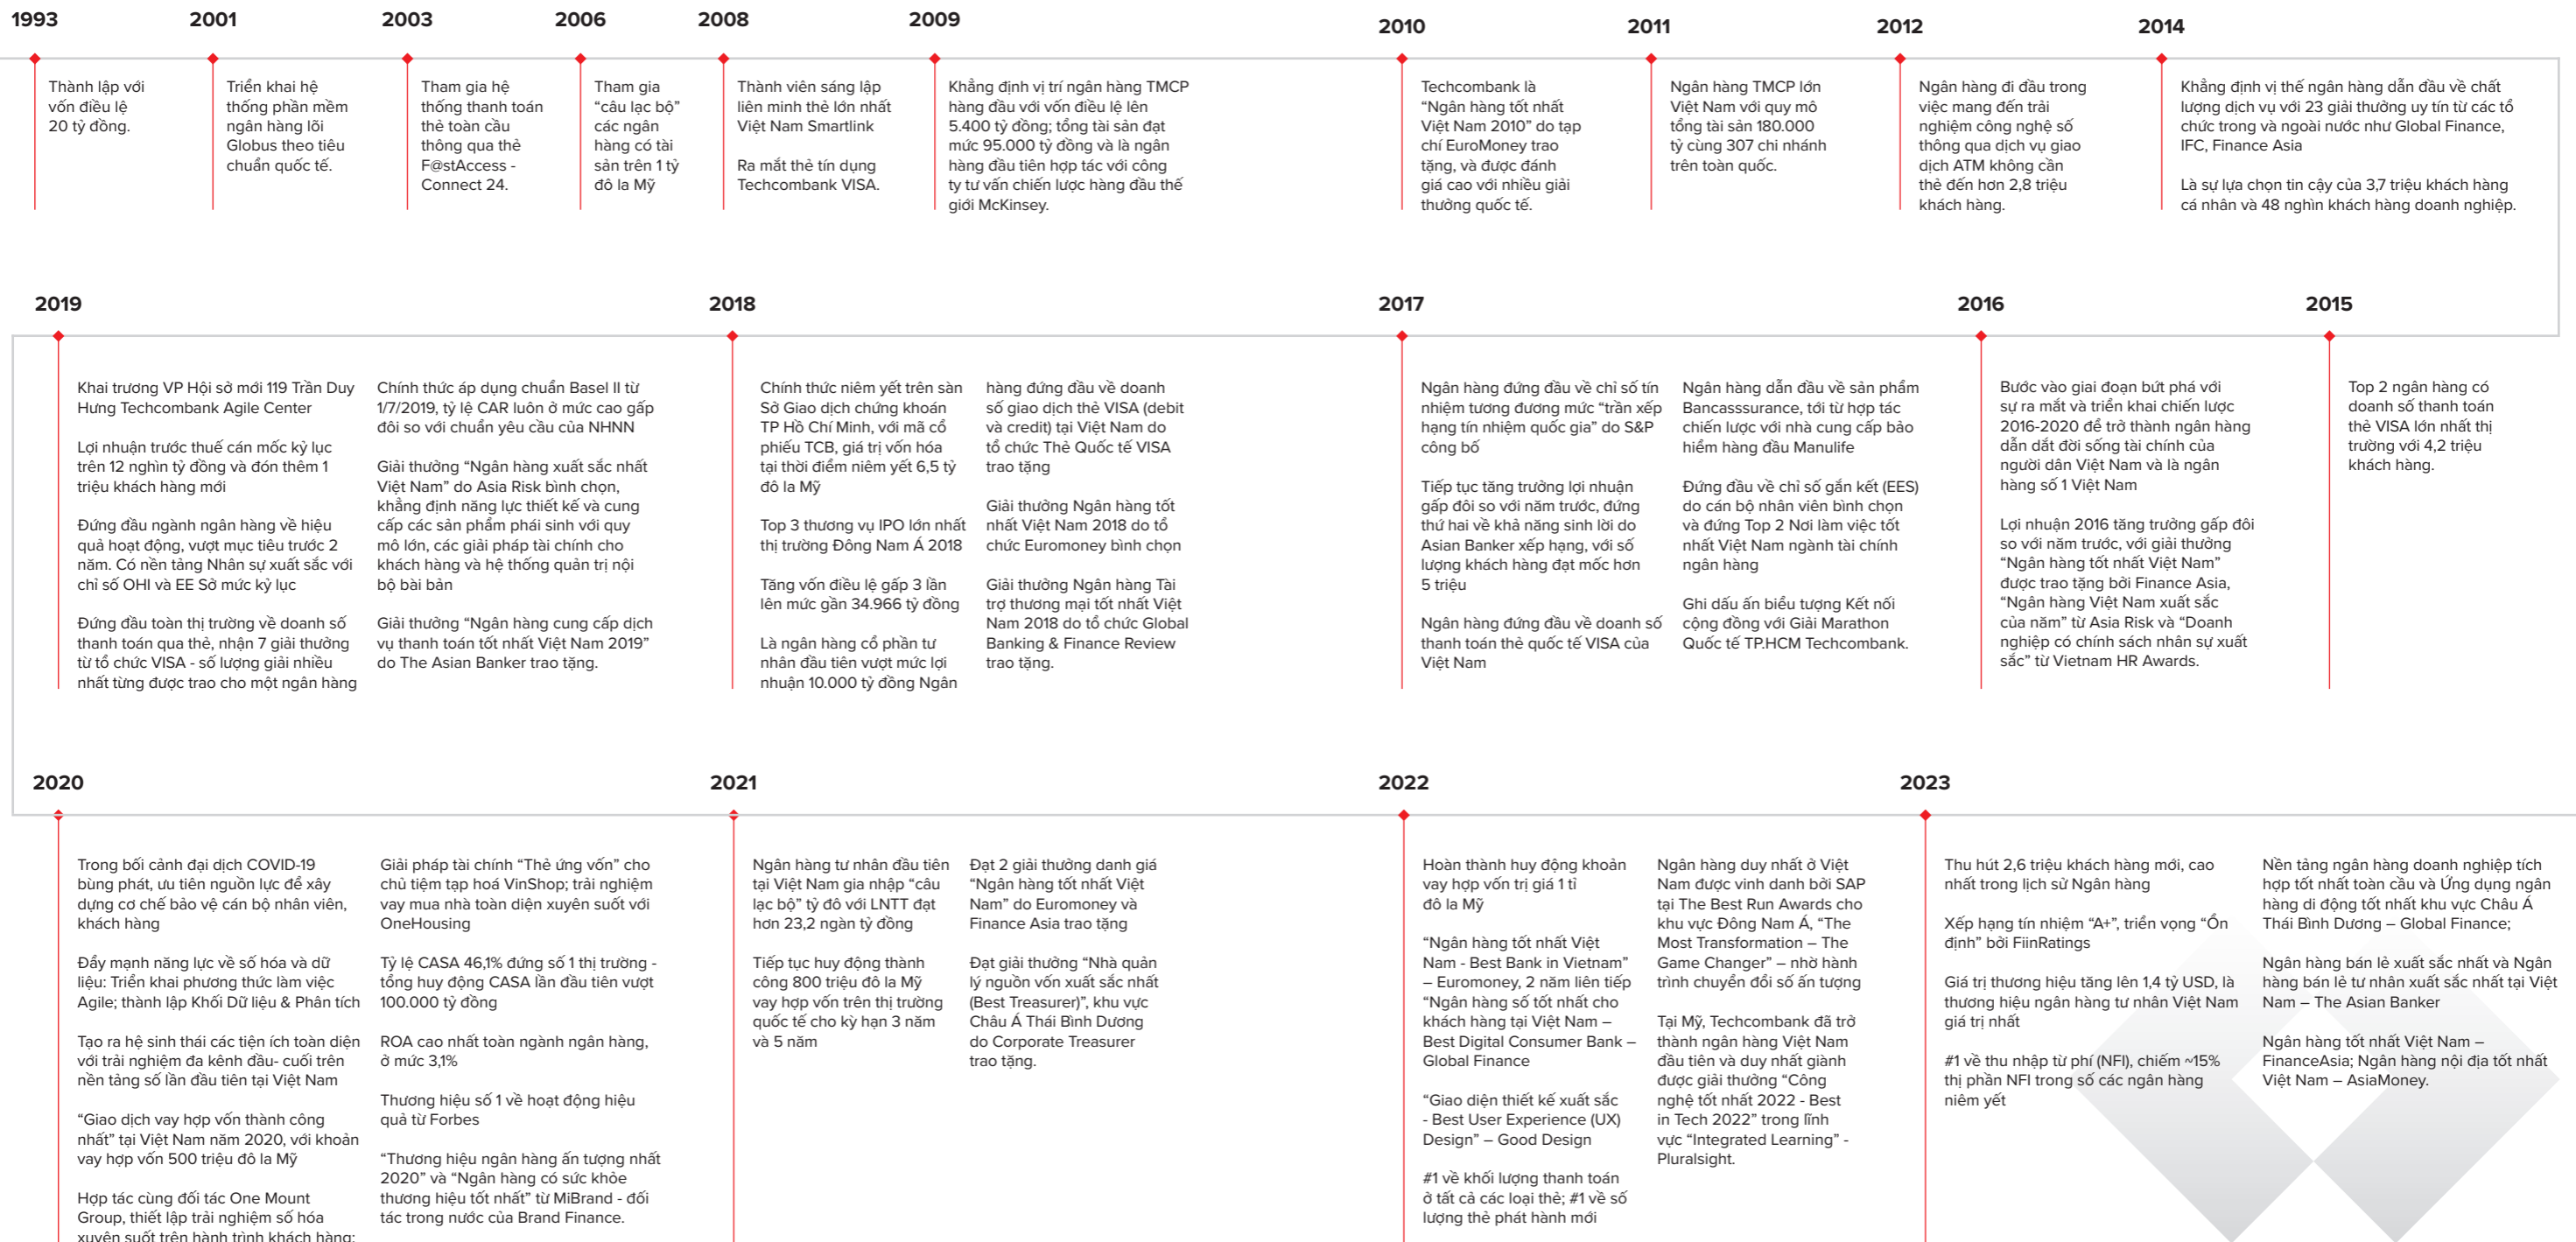 1993
Thành lập với
vốn điều lệ
20 tỷ đồng.
2001
Triển khai hệ
thống phần mềm
ngân hàng lõi
Globus theo tiêu
chuẩn quốc tế.
2003
Tham gia hệ
thống thanh toán
thẻ toàn cầu
thông qua thẻ
F@stAccess -
Connect 24.
2006
Tham gia
“câu lạc bộ”
các ngân
hàng có tài
sản trên 1 tỷ
đô la Mỹ
2008
Thành viên sáng lập
liên minh thẻ lớn nhất
Việt Nam Smartlink
Ra mắt thẻ tín dụng
Techcombank VISA.
2009
Khẳng định vị trí ngân hàng TMCP
hàng đầu với vốn điều lệ lên
5.400 tỷ đồng; tổng tài sản đạt
mức 95.000 tỷ đồng và là ngân
hàng đầu tiên hợp tác với công
ty tư vấn chiến lược hàng đầu thế
giới McKinsey.
2010
Techcombank là
“Ngân hàng tốt nhất
Việt Nam 2010” do tạp
chí EuroMoney trao
tặng, và được đánh
giá cao với nhiều giải
thưởng quốc tế.
2011
Ngân hàng TMCP lớn
Việt Nam với quy mô
tổng tài sản 180.000
tỷ cùng 307 chi nhánh
trên toàn quốc.
2012
Ngân hàng đi đầu trong
việc mang đến trải
nghiệm công nghệ số
thông qua dịch vụ giao
dịch ATM không cần
thẻ đến hơn 2,8 triệu
khách hàng.
2014
Khẳng định vị thế ngân hàng dẫn đầu về chất
lượng dịch vụ với 23 giải thưởng uy tín từ các tổ
chức trong và ngoài nước như Global Finance,
IFC, Finance Asia
Là sự lựa chọn tin cậy của 3,7 triệu khách hàng
cá nhân và 48 nghìn khách hàng doanh nghiệp.
2015
Top 2 ngân hàng có
doanh số thanh toán
thẻ VISA lớn nhất thị
trường với 4,2 triệu
khách hàng.
2016
Bước vào giai đoạn bứt phá với
sự ra mắt và triển khai chiến lược
2016-2020 để trở thành ngân hàng
dẫn dắt đời sống tài chính của
người dân Việt Nam và là ngân
hàng số 1 Việt Nam
Lợi nhuận 2016 tăng trưởng gấp đôi
so với năm trước, với giải thưởng
“Ngân hàng tốt nhất Việt Nam”
được trao tặng bởi Finance Asia,
“Ngân hàng Việt Nam xuất sắc
của năm” từ Asia Risk và “Doanh
nghiệp có chính sách nhân sự xuất
sắc” từ Vietnam HR Awards.
2017
Ngân hàng đứng đầu về chỉ số tín
nhiệm tương đương mức “trần xếp
hạng tín nhiệm quốc gia” do S&P
công bố
Tiếp tục tăng trưởng lợi nhuận
gấp đôi so với năm trước, đứng
thứ hai về khả năng sinh lời do
Asian Banker xếp hạng, với số
lượng khách hàng đạt mốc hơn
5 triệu
Ngân hàng đứng đầu về doanh số
thanh toán thẻ quốc tế VISA của
Việt Nam
Ngân hàng dẫn đầu về sản phẩm
Bancasssurance, tới từ hợp tác
chiến lược với nhà cung cấp bảo
hiểm hàng đầu Manulife
Đứng đầu về chỉ số gắn kết (EES)
do cán bộ nhân viên bình chọn
và đứng Top 2 Nơi làm việc tốt
nhất Việt Nam ngành tài chính
ngân hàng
Ghi dấu ấn biểu tượng Kết nối
cộng đồng với Giải Marathon
Quốc tế TP.HCM Techcombank.
2018
Chính thức niêm yết trên sàn
Sở Giao dịch chứng khoán
TP Hồ Chí Minh, với mã cổ
phiếu TCB, giá trị vốn hóa
tại thời điểm niêm yết 6,5 tỷ
đô la Mỹ
Top 3 thương vụ IPO lớn nhất
thị trường Đông Nam Á 2018
Tăng vốn điều lệ gấp 3 lần
lên mức gần 34.966 tỷ đồng
Là ngân hàng cổ phần tư
nhân đầu tiên vượt mức lợi
nhuận 10.000 tỷ đồng Ngân
hàng đứng đầu về doanh
số giao dịch thẻ VISA (debit
và credit) tại Việt Nam do
tổ chức Thẻ Quốc tế VISA
trao tặng
Giải thưởng Ngân hàng tốt
nhất Việt Nam 2018 do tổ
chức Euromoney bình chọn
Giải thưởng Ngân hàng Tài
trợ thương mại tốt nhất Việt
Nam 2018 do tổ chức Global
Banking & Finance Review
trao tặng.
2019
Khai trương VP Hội sở mới 119 Trần Duy
Hưng Techcombank Agile Center
Lợi nhuận trước thuế cán mốc kỷ lục
trên 12 nghìn tỷ đồng và đón thêm 1
triệu khách hàng mới
Đứng đầu ngành ngân hàng về hiệu
quả hoạt động, vượt mục tiêu trước 2
năm. Có nền tảng Nhân sự xuất sắc với
chỉ số OHI và EE Sở mức kỷ lục
Đứng đầu toàn thị trường về doanh số
thanh toán qua thẻ, nhận 7 giải thưởng
từ tổ chức VISA - số lượng giải nhiều
nhất từng được trao cho một ngân hàng
Chính thức áp dụng chuẩn Basel II từ
1/7/2019, tỷ lệ CAR luôn ở mức cao gấp
đôi so với chuẩn yêu cầu của NHNN
Giải thưởng “Ngân hàng xuất sắc nhất
Việt Nam” do Asia Risk bình chọn,
khẳng định năng lực thiết kế và cung
cấp các sản phẩm phái sinh với quy
mô lớn, các giải pháp tài chính cho
khách hàng và hệ thống quản trị nội
bộ bài bản
Giải thưởng “Ngân hàng cung cấp dịch
vụ thanh toán tốt nhất Việt Nam 2019”
do The Asian Banker trao tặng.
2020
Trong bối cảnh đại dịch COVID-19
bùng phát, ưu tiên nguồn lực để xây
dựng cơ chế bảo vệ cán bộ nhân viên,
khách hàng
Đẩy mạnh năng lực về số hóa và dữ
liệu: Triển khai phương thức làm việc
Agile; thành lập Khối Dữ liệu & Phân tích
Tạo ra hệ sinh thái các tiện ích toàn diện
với trải nghiệm đa kênh đầu- cuối trên
nền tảng số lần đầu tiên tại Việt Nam
“Giao dịch vay hợp vốn thành công
nhất” tại Việt Nam năm 2020, với khoản
vay hợp vốn 500 triệu đô la Mỹ
Hợp tác cùng đối tác One Mount
Group, thiết lập trải nghiệm số hóa
xuyên suốt trên hành trình khách hàng:
Giải pháp tài chính “Thẻ ứng vốn” cho
chủ tiệm tạp hoá VinShop; trải nghiệm
vay mua nhà toàn diện xuyên suốt với
OneHousing
Tỷ lệ CASA 46,1% đứng số 1 thị trường -
tổng huy động CASA lần đầu tiên vượt
100.000 tỷ đồng
ROA cao nhất toàn ngành ngân hàng,
ở mức 3,1%
Thương hiệu số 1 về hoạt động hiệu
quả từ Forbes
“Thương hiệu ngân hàng ấn tượng nhất
2020” và “Ngân hàng có sức khỏe
thương hiệu tốt nhất” từ MiBrand - đối
tác trong nước của Brand Finance.
2021
Ngân hàng tư nhân đầu tiên
tại Việt Nam gia nhập “câu
lạc bộ” tỷ đô với LNTT đạt
hơn 23,2 ngàn tỷ đồng
Tiếp tục huy động thành
công 800 triệu đô la Mỹ
vay hợp vốn trên thị trường
quốc tế cho kỳ hạn 3 năm
và 5 năm
Đạt 2 giải thưởng danh giá
“Ngân hàng tốt nhất Việt
Nam” do Euromoney và
Finance Asia trao tặng
Đạt giải thưởng “Nhà quản
lý nguồn vốn xuất sắc nhất
(Best Treasurer)”, khu vực
Châu Á Thái Bình Dương
do Corporate Treasurer
trao tặng.
2022
Hoàn thành huy động khoản
vay hợp vốn trị giá 1 tỉ
đô la Mỹ
“Ngân hàng tốt nhất Việt
Nam - Best Bank in Vietnam”
– Euromoney, 2 năm liên tiếp
“Ngân hàng số tốt nhất cho
khách hàng tại Việt Nam –
Best Digital Consumer Bank –
Global Finance
“Giao diện thiết kế xuất sắc
- Best User Experience (UX)
Design” – Good Design
#1 về khối lượng thanh toán
ở tất cả các loại thẻ; #1 về số
lượng thẻ phát hành mới
Ngân hàng duy nhất ở Việt
Nam được vinh danh bởi SAP
tại The Best Run Awards cho
khu vực Đông Nam Á, “The
Most Transformation – The
Game Changer” – nhờ hành
trình chuyển đổi số ấn tượng
Tại Mỹ, Techcombank đã trở
thành ngân hàng Việt Nam
đầu tiên và duy nhất giành
được giải thưởng “Công
nghệ tốt nhất 2022 - Best
in Tech 2022” trong lĩnh
vực “Integrated Learning” -
Pluralsight.
2023
Thu hút 2,6 triệu khách hàng mới, cao
nhất trong lịch sử Ngân hàng
Xếp hạng tín nhiệm “A+”, triển vọng “Ổn
định” bởi FiinRatings
Giá trị thương hiệu tăng lên 1,4 tỷ USD, là
thương hiệu ngân hàng tư nhân Việt Nam
giá trị nhất
#1 về thu nhập từ phí (NFI), chiếm ~15%
thị phần NFI trong số các ngân hàng
niêm yết
Nền tảng ngân hàng doanh nghiệp tích
hợp tốt nhất toàn cầu và Ứng dụng ngân
hàng di động tốt nhất khu vực Châu Á
Thái Bình Dương – Global Finance;
Ngân hàng bán lẻ xuất sắc nhất và Ngân
hàng bán lẻ tư nhân xuất sắc nhất tại Việt
Nam – The Asian Banker
Ngân hàng tốt nhất Việt Nam –
FinanceAsia; Ngân hàng nội địa tốt nhất
Việt Nam – AsiaMoney.